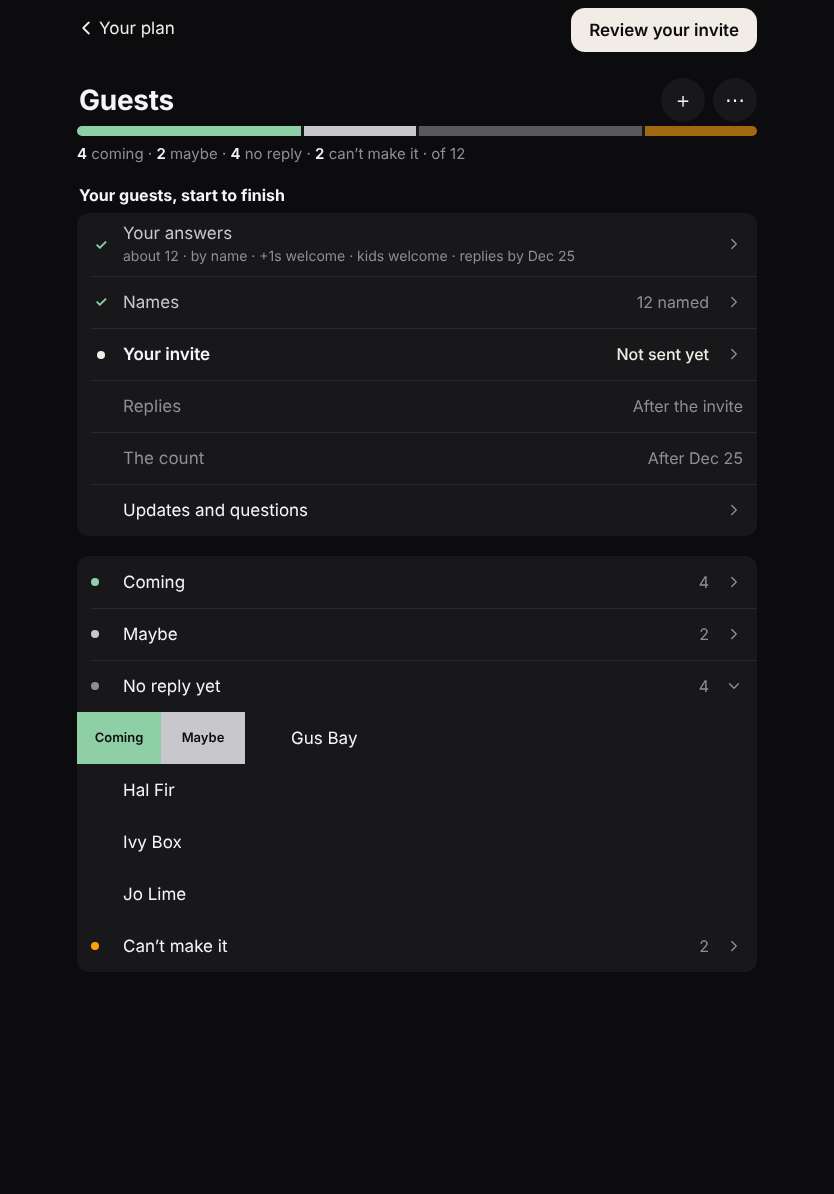 Your plan
Review your invite
Guests
+ ···
4 coming · 2 maybe · 4 no reply · 2 can’t make it · of 12
Your guests, start to finish
Your answers
about 12 · by name · +1s welcome · kids welcome · replies by Dec 25
Names 12 named
Your invite Not sent yet
Replies After the invite
The count After Dec 25
Updates and questions
Coming 4
Maybe 2
No reply yet 4
Coming Maybe Gus Bay
Hal Fir
Ivy Box
Jo Lime
Can’t make it 2